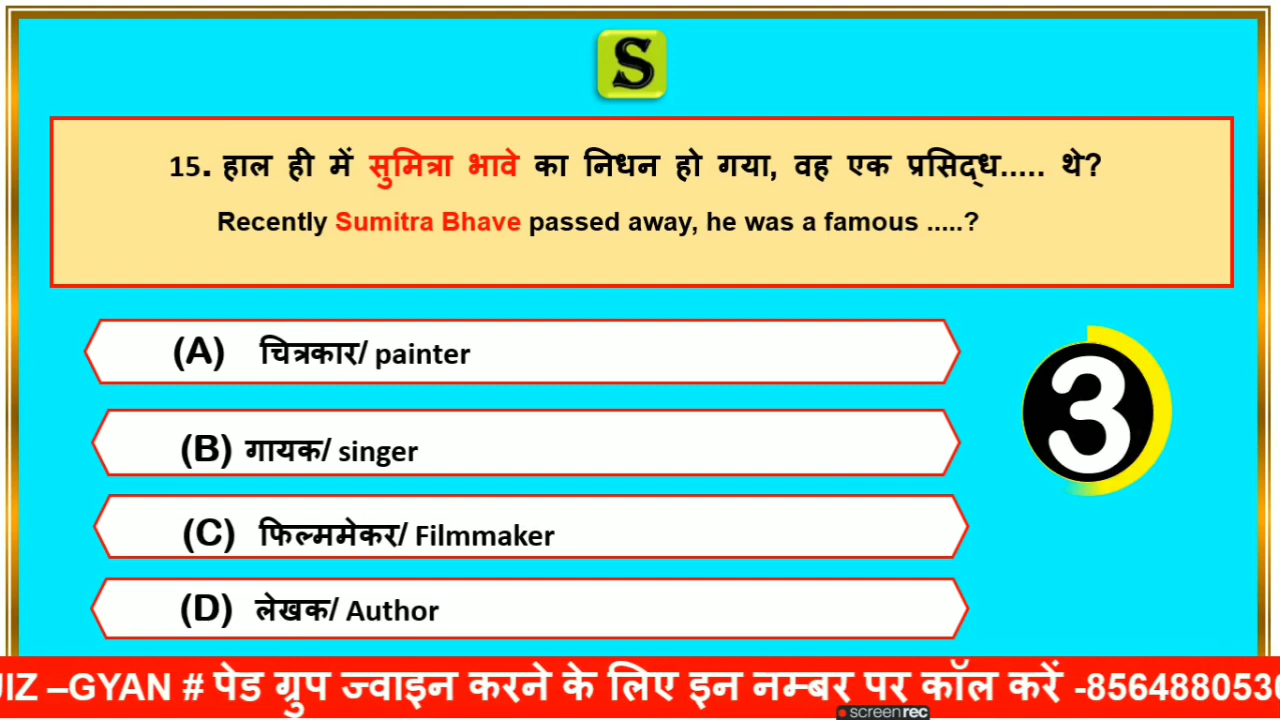 S
15. हाल ही में सुमित्रा भावे का निधन हो गया, वह एक प्रसिद्ध..... थे?
Recently Sumitra Bhave passed away, he was a famous .....?
(A) चित्रकार/ painter
3
(B) गायक/ singer
(C) फिल्ममेकर/ Filmmaker
(D) लेखक/ Author
–GYAN # पेड ग्रुप ज्वाइन करने के लिए इन नम्बर पर कॉल करें -856488053
screenrec